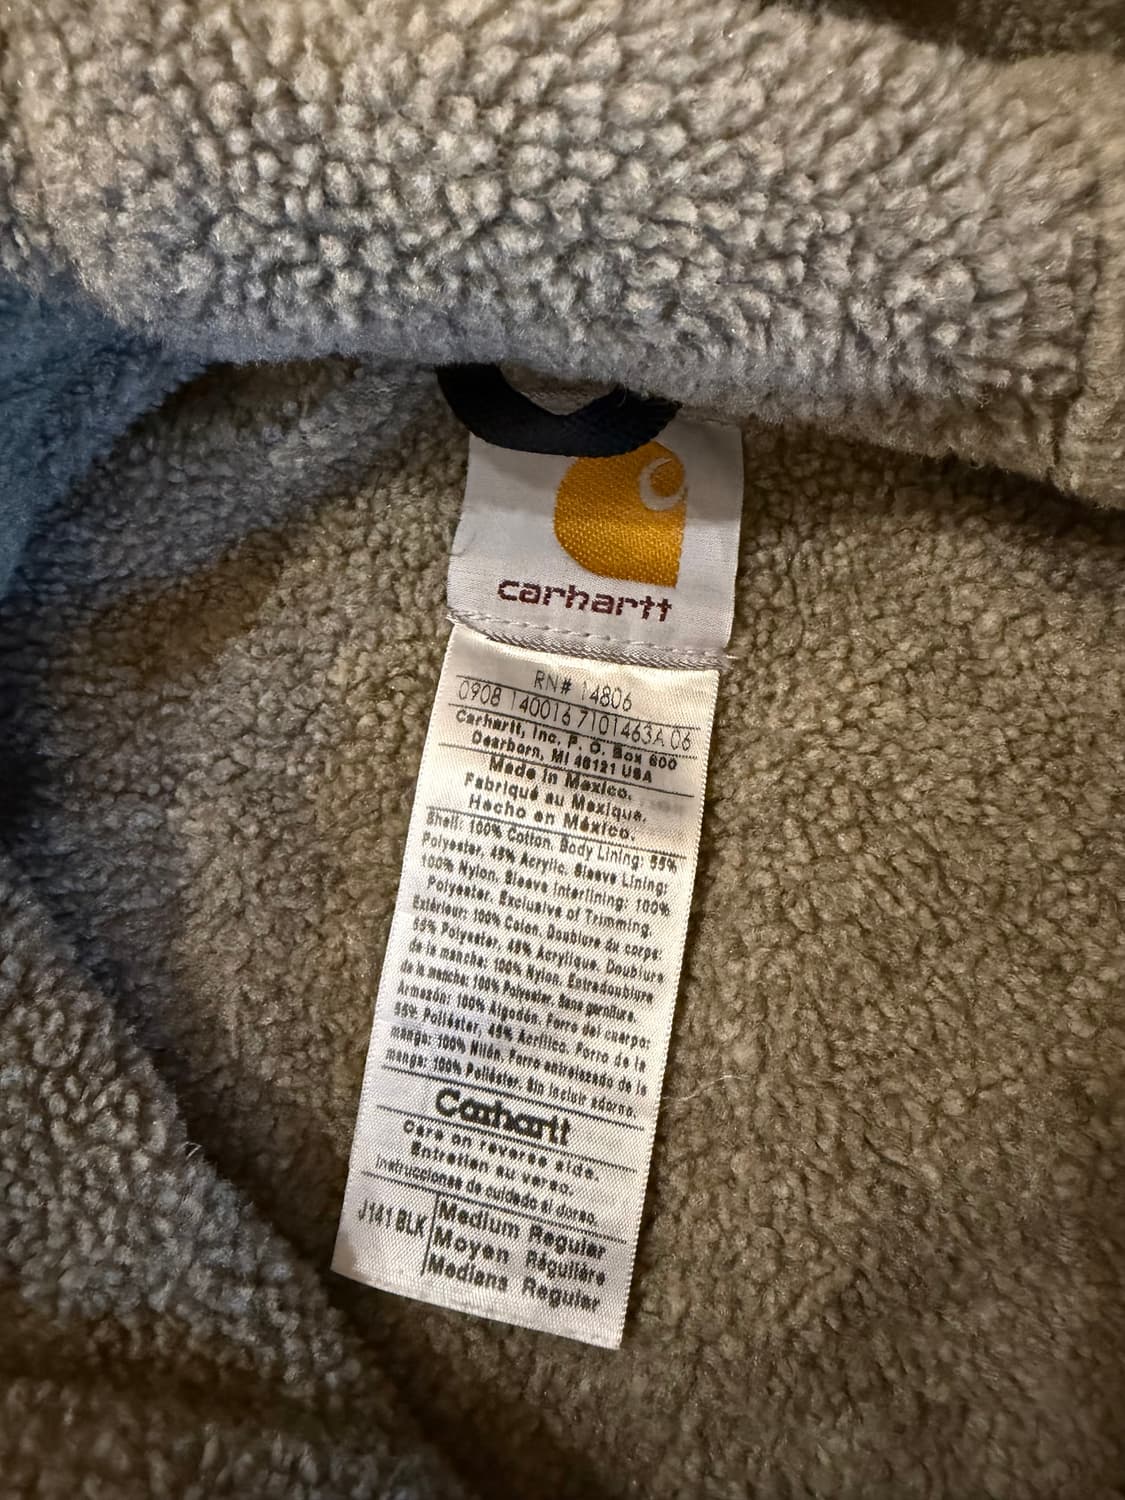 carhartt
RN# 14806
0908 140016 7101463A 06
Carhartt, Inc. P. O. Box 600
Dearborn, MI 48121 USA
Made in Mexico.
Fabriqué au Mexique.
Hecho en México.
Shell: 100% Cotton. Body Lining: 55%
Polyester, 45% Acrylic. Sleeve Lining:
100% Nylon. Sleeve Interlining: 100%
Polyester. Exclusive of Trimming.
Extérieur: 100% Coton. Doublure du corps:
55% Polyester, 45% Acrylique. Doublure
de la manche: 100% Nylon. Entredoublure
de la manche: 100% Polyester. Sans garniture.
Armazón: 100% Algodón. Forro del cuerpo:
55% Poliéster, 45% Acrílico. Forro de la
manga: 100% Nilón. Forro entrelazado de la
manga: 100% Poliéster. Sin incluir adorno.
Carhartt
Care on reverse side.
Entretien au verso.
Instrucciones de cuidado al dorso.
J141 BLK Medium Regular
Moyen Régulière
Mediana Regular